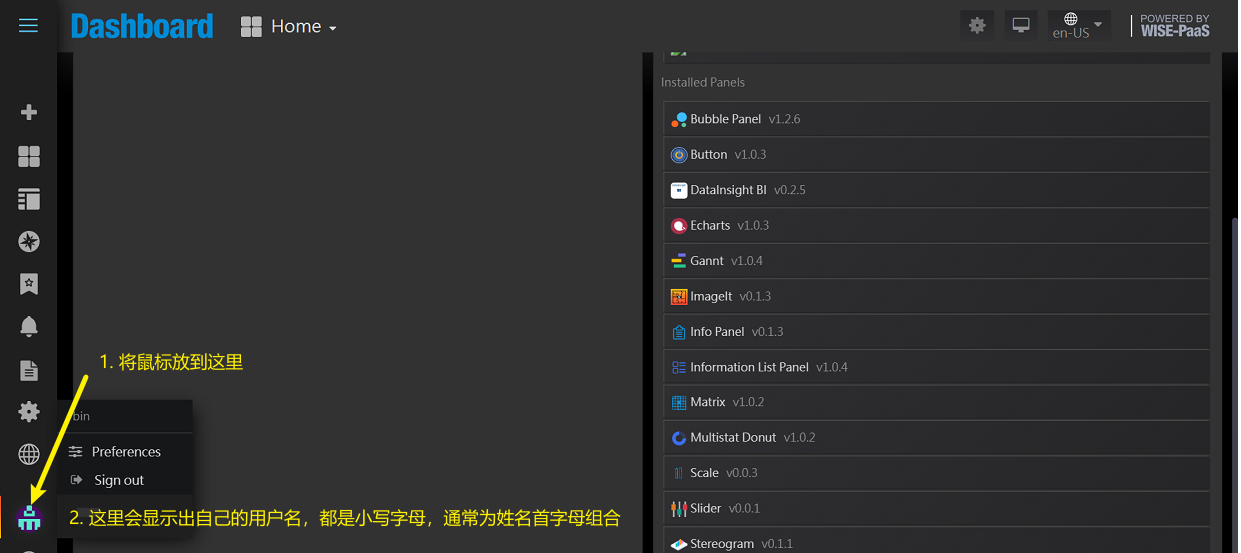 Dashboard
Home
en-US
POWERED BY
WISE-PaaS
Installed Panels
Bubble Panel v1.2.6
Button v1.0.3
DataInsight BI v0.2.5
Echarts v1.0.3
Gannt v1.0.4
ImageIt v0.1.3
Info Panel v0.1.3
Information List Panel v1.0.4
Matrix v1.0.2
Multistat Donut v1.0.2
Scale v0.0.3
Slider v0.0.1
Stereogram v0.1.1
1. 将鼠标放到这里
bin
Preferences
Sign out
2. 这里会显示出自己的用户名，都是小写字母，通常为姓名首字母组合